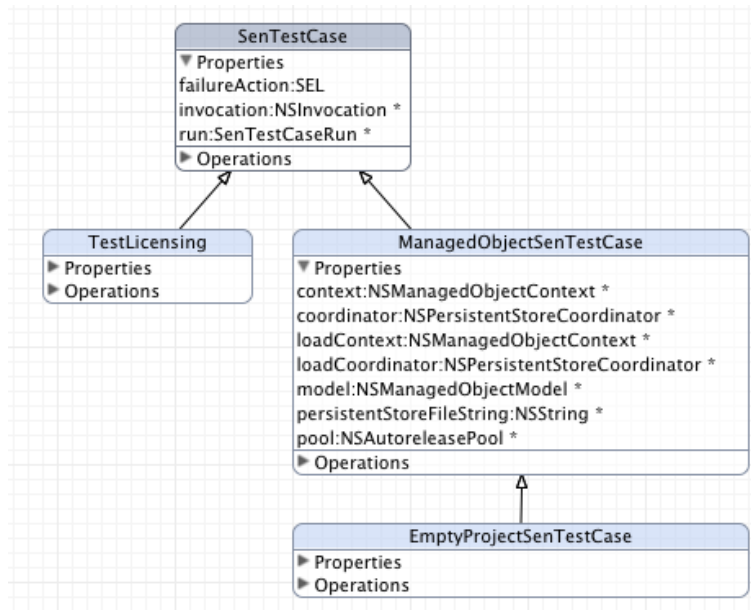 SenTestCase
Properties
failureAction:SEL
invocation:NSInvocation *
run:SenTestCaseRun *
Operations
TestLicensing
Properties
Operations
ManagedObjectSenTestCase
Properties
context:NSManagedObjectContext *
coordinator:NSPersistentStoreCoordinator *
loadContext:NSManagedObjectContext *
loadCoordinator:NSPersistentStoreCoordinator *
model:NSManagedObjectModel *
persistentStoreFileString:NSString *
pool:NSAutoreleasePool *
Operations
EmptyProjectSenTestCase
Properties
Operations